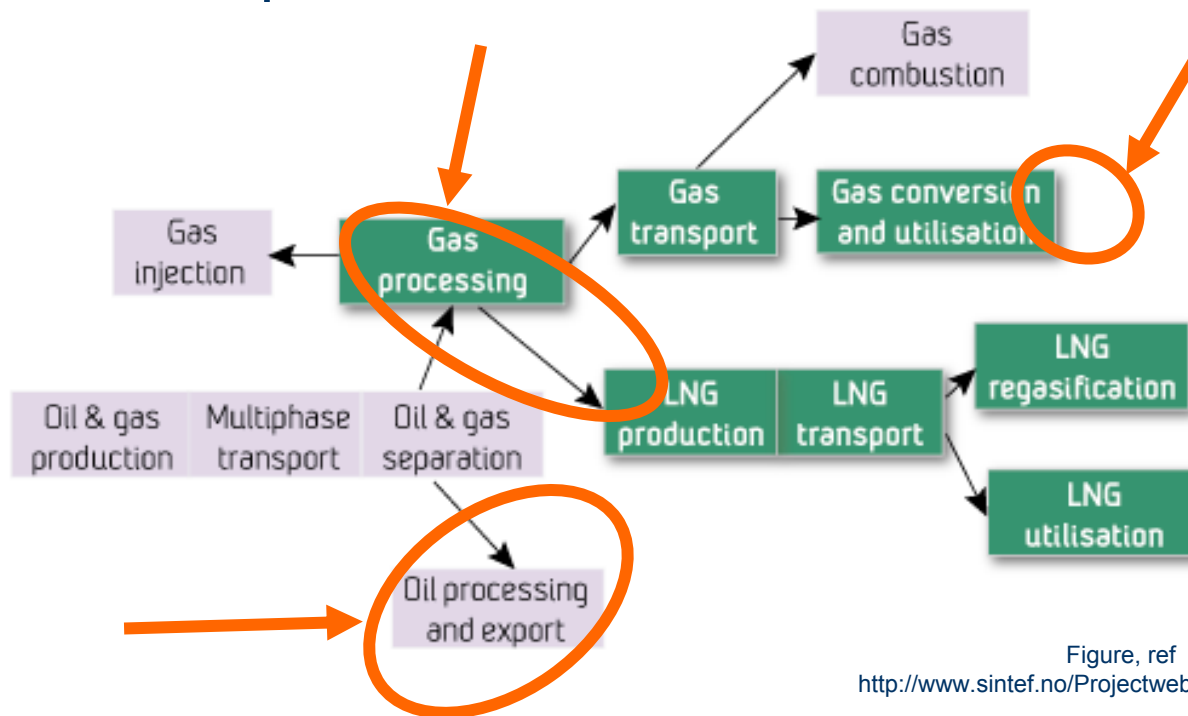 Gas
combustion
Gas
transport
Gas conversion
and utilisation
Gas
injection
Gas
processing
LNG
regasification
Oil & gas
production
Multiphase
transport
Oil & gas
separation
LNG
production
LNG
transport
LNG
utilisation
Oil processing
and export
Figure, ref
http://www.sintef.no/Projectweb